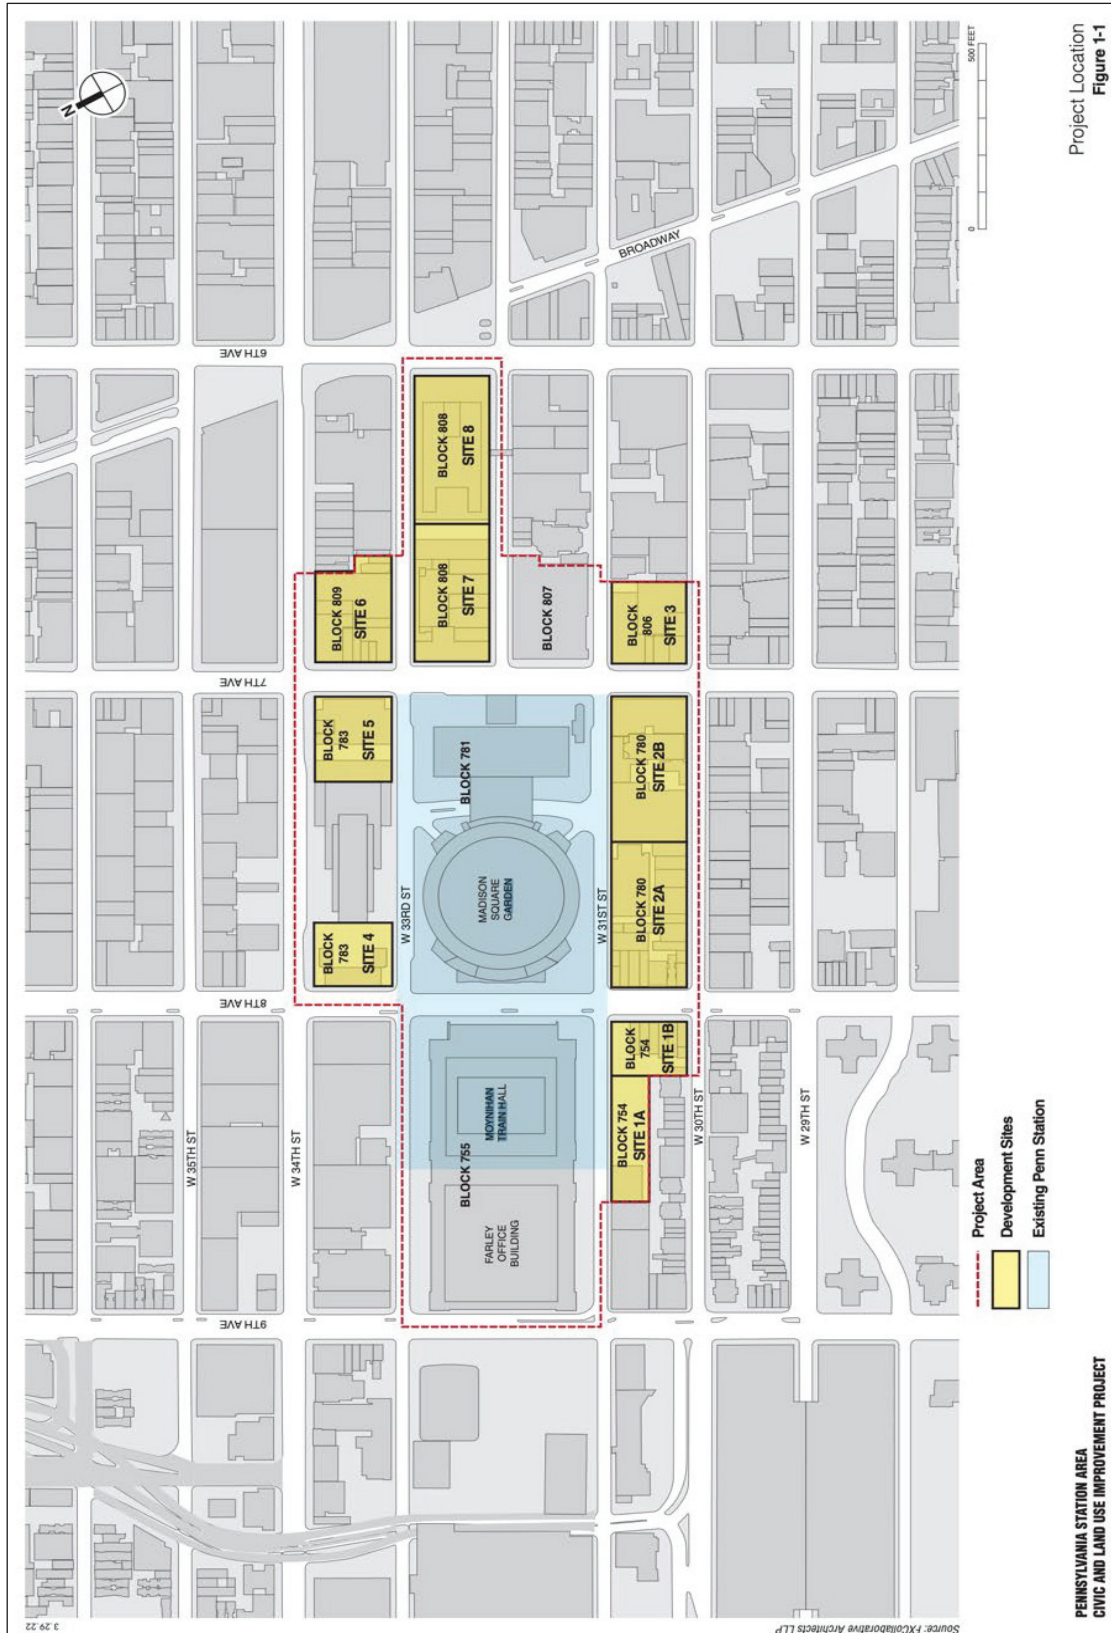 3.29.22
N
W 35TH ST
W 34TH ST
9TH AVE
8TH AVE
7TH AVE
6TH AVE
BLOCK
783
SITE 4
BLOCK
783
SITE 5
BLOCK 809
SITE 6
W 33RD ST
FARLEY
OFFICE
BUILDING
BLOCK 755
MOYNIHAN
TRAIN HALL
MADISON
SQUARE
GARDEN
BLOCK 781
BLOCK 808
SITE 7
BLOCK 808
SITE 8
BLOCK 807
W 31ST ST
BROADWAY
BLOCK 754
SITE 1A
BLOCK
754
SITE 1B
BLOCK 780
SITE 2A
BLOCK 780
SITE 2B
BLOCK
806
SITE 3
W 30TH ST
W 29TH ST
Source: FXCollaborative Architects LLP
Project Area
Development Sites
Existing Penn Station
0
500 FEET
PENNSYLVANIA STATION AREA
CIVIC AND LAND USE IMPROVEMENT PROJECT
Project Location
Figure 1-1